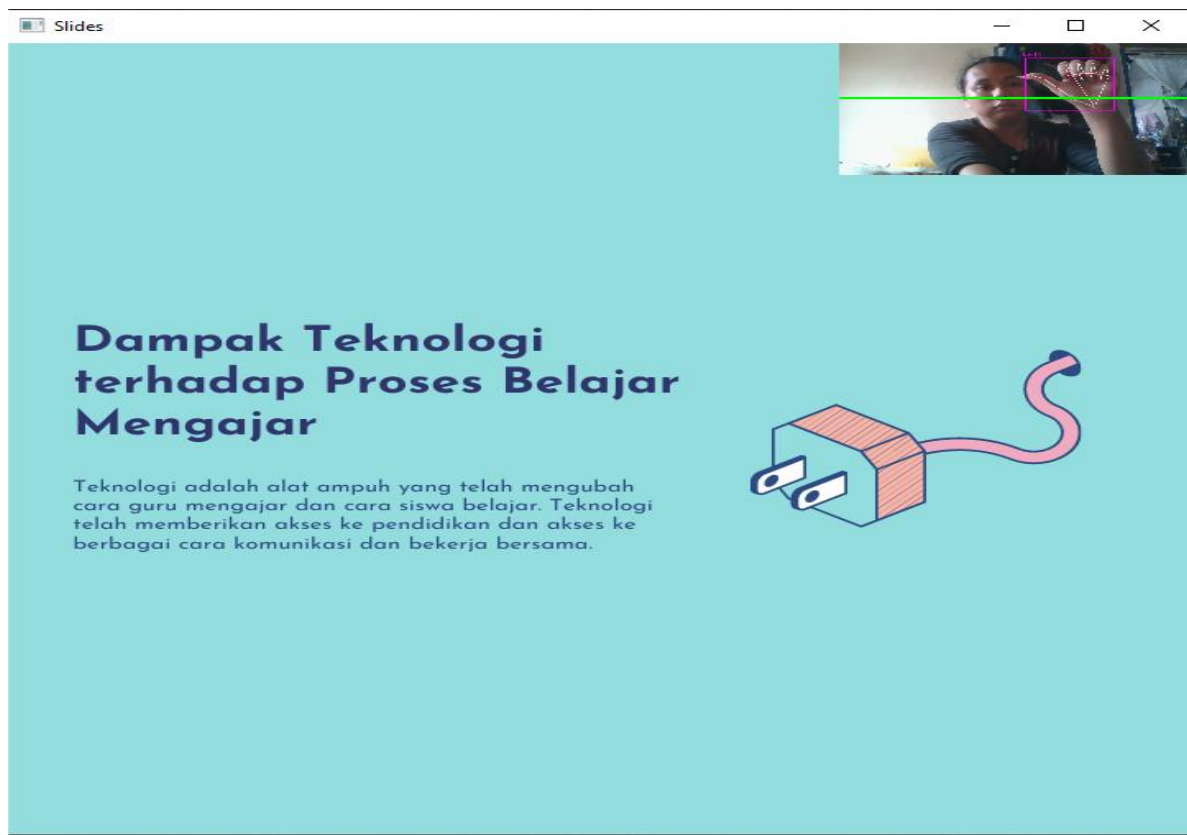 Slides
Dampak Teknologi
terhadap Proses Belajar
Mengajar
Teknologi adalah alat ampuh yang telah mengubah
cara guru mengajar dan cara siswa belajar. Teknologi
telah memberikan akses ke pendidikan dan akses ke
berbagai cara komunikasi dan bekerja bersama.